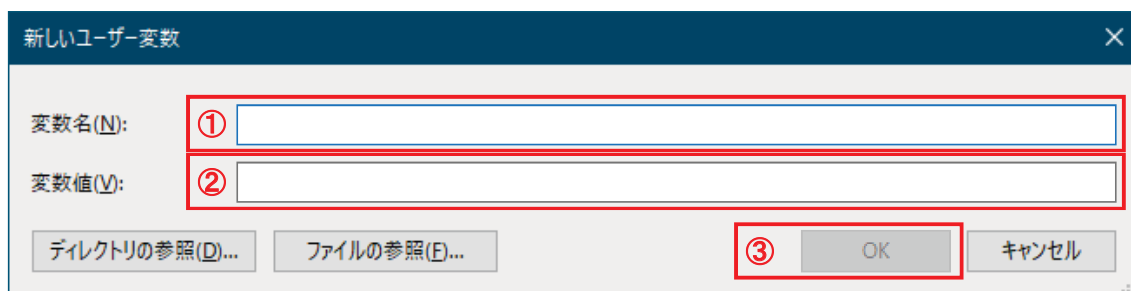 新しいユーザー変数
変数名(N): ①
変数値(V): ②
ディレクトリの参照(D)... ファイルの参照(F)... ③ OK キャンセル